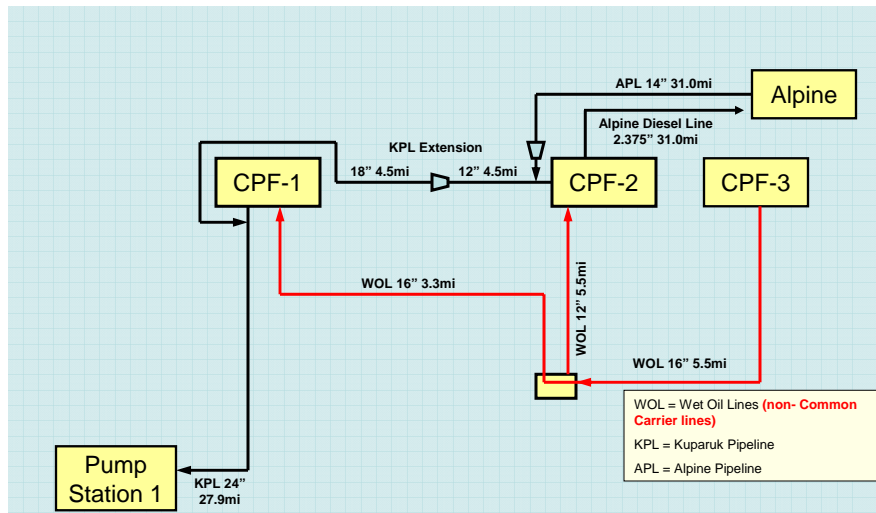 APL 14” 31.0mi
Alpine
Alpine Diesel Line
2.375” 31.0mi
KPL Extension
18” 4.5mi
12” 4.5mi
CPF-1
CPF-2
CPF-3
WOL 16” 3.3mi
WOL 12” 5.5mi
WOL 16” 5.5mi
WOL = Wet Oil Lines (non- Common
Carrier lines)
KPL = Kuparuk Pipeline
APL = Alpine Pipeline
Pump
Station 1
KPL 24”
27.9mi